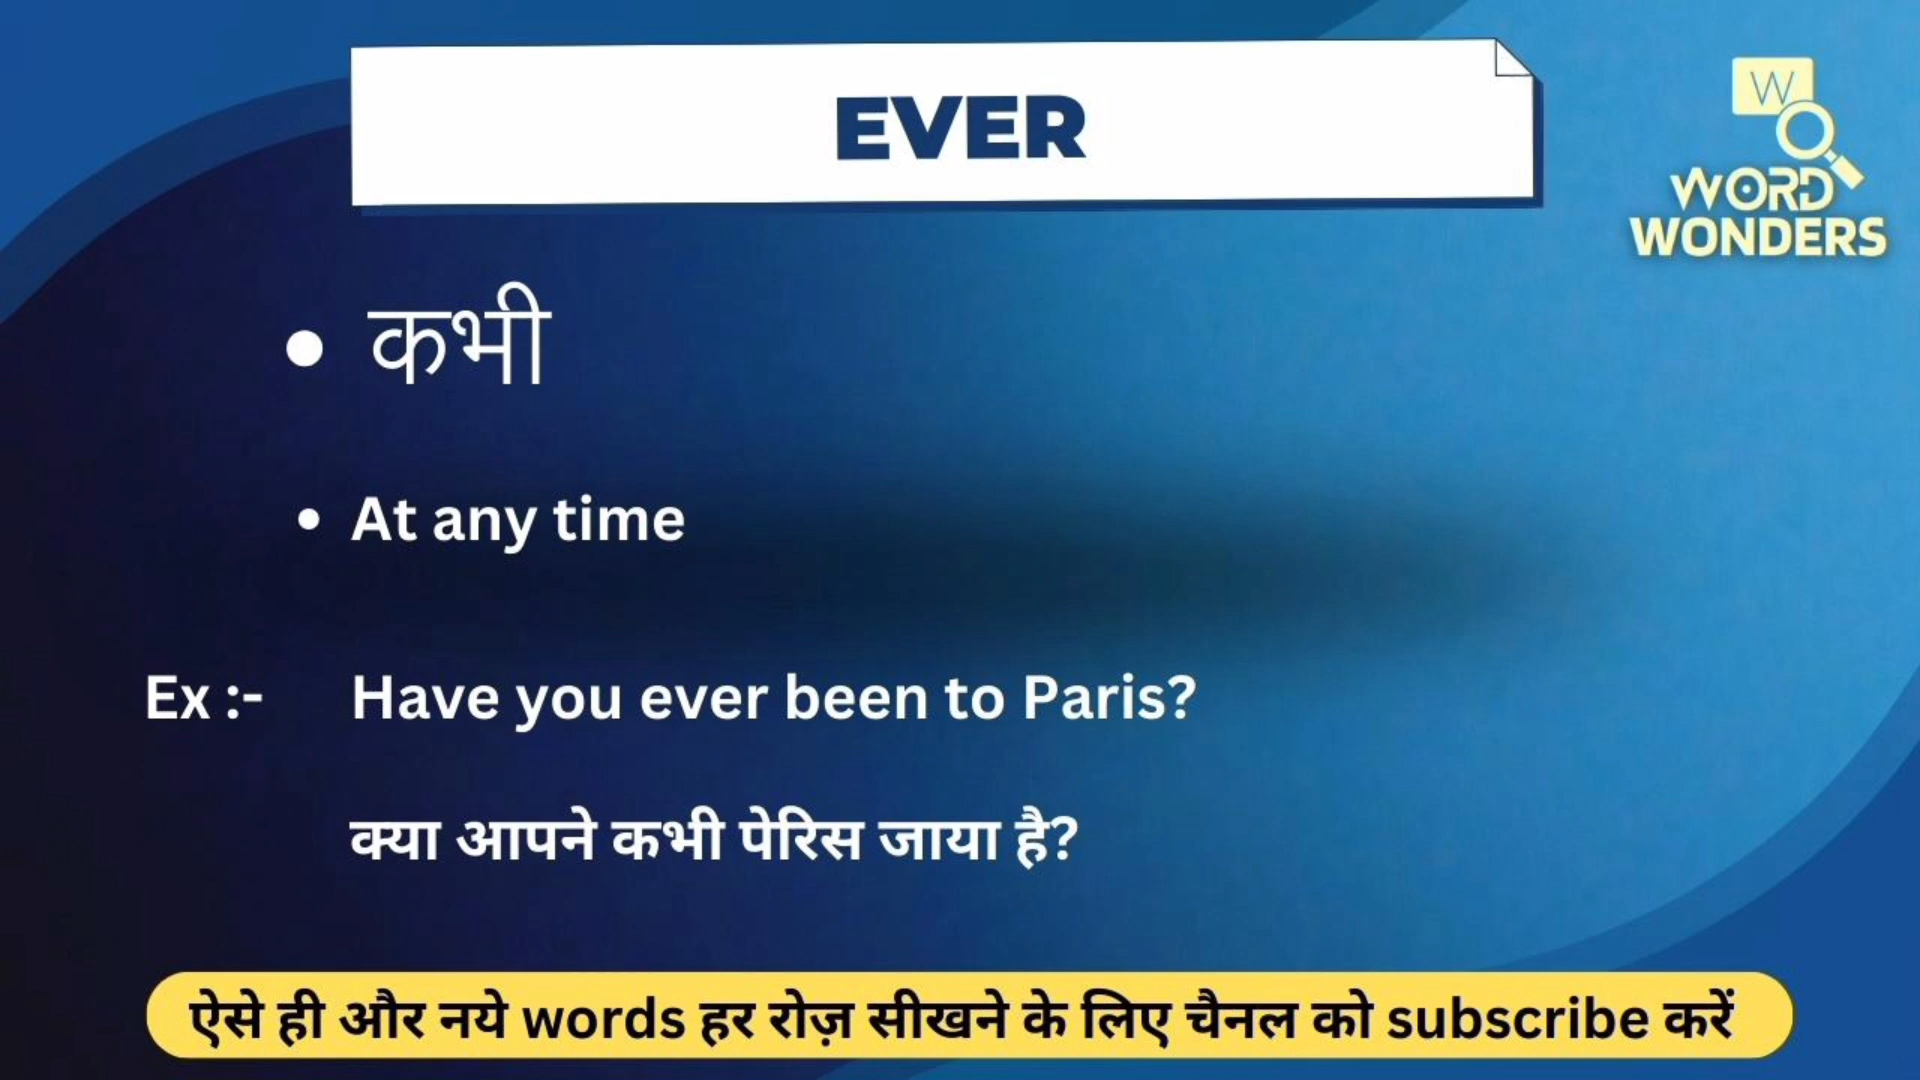 EVER
W
WORD
WONDERS
• कभी
• At any time
Ex :- Have you ever been to Paris?
क्या आपने कभी पेरिस जाया है?
ऐसे ही और नये words हर रोज़ सीखने के लिए चैनल को subscribe करें